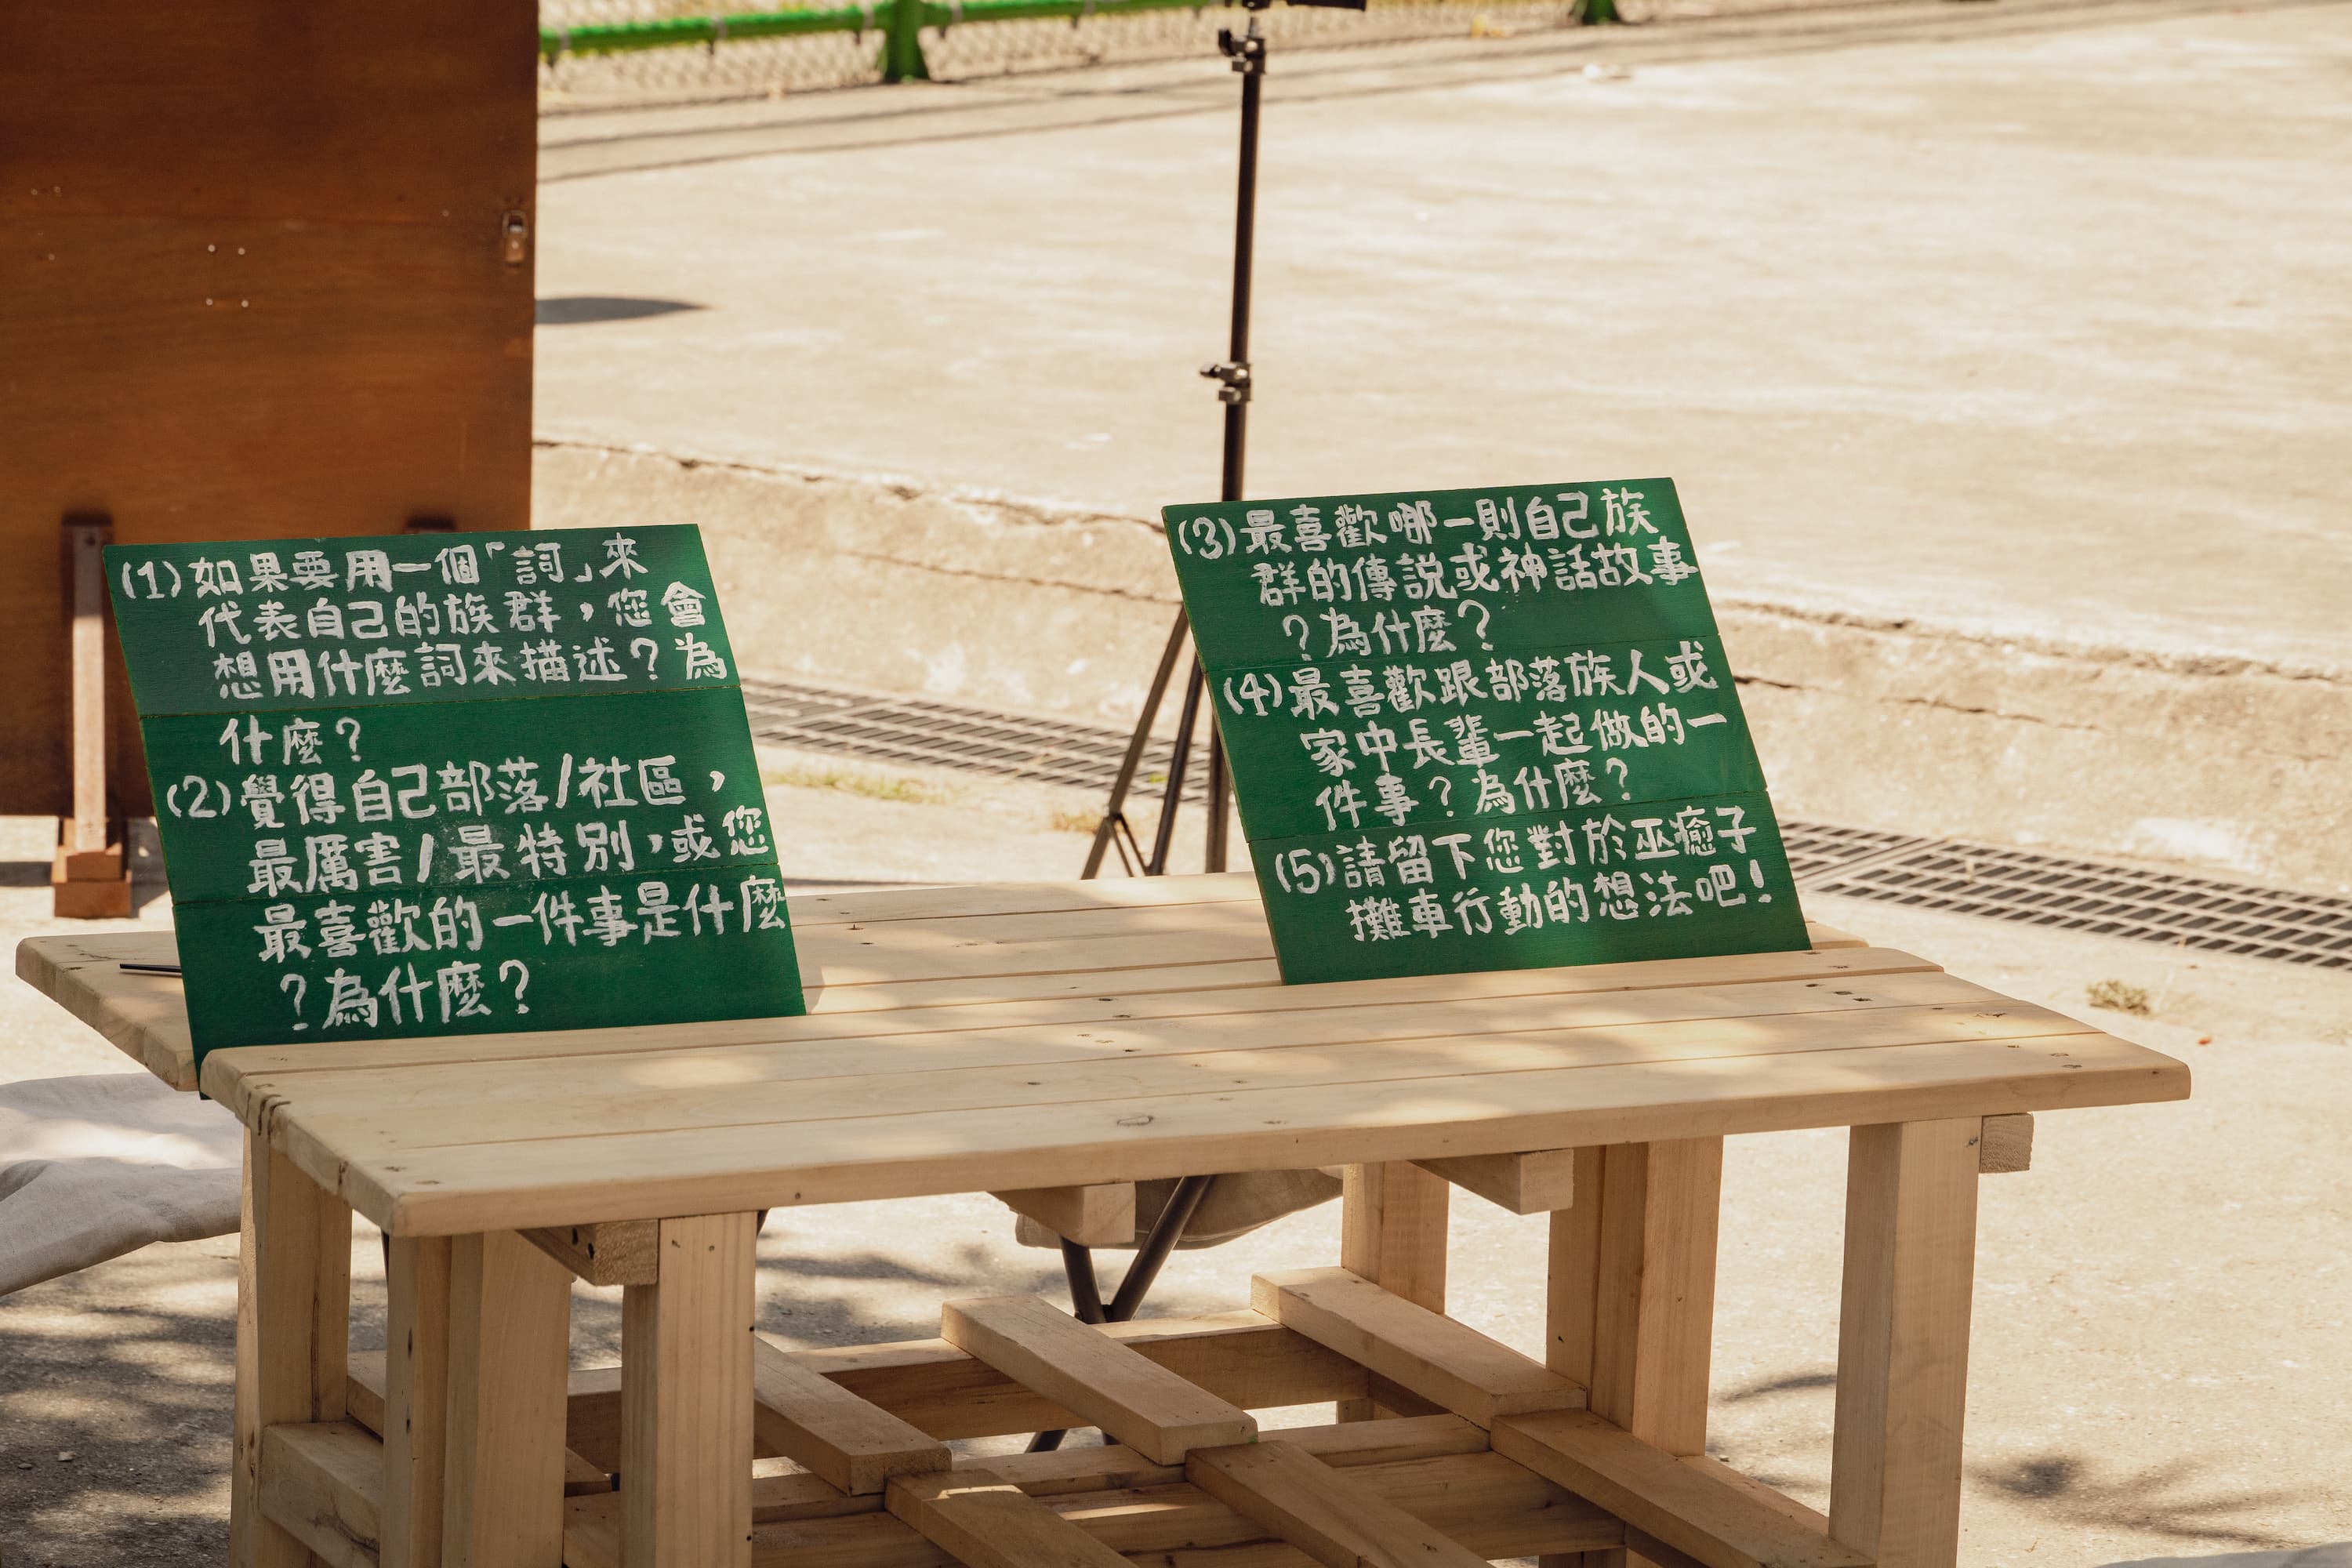 (1)如果要用一個「詞」來
代表自己的族群，您會
想用什麼詞來描述？為
什麼？
(2)覺得自己部落/社區，
最厲害/最特別，或您
最喜歡的一件事是什麼
？為什麼？
(3)最喜歡哪一則自己族
群的傳説或神話故事
？為什麼？
(4)最喜歡跟部落族人或
家中長輩一起做的一
件事？為什麼？
(5)請留下您對於巫癒子
攤車行動的想法吧！